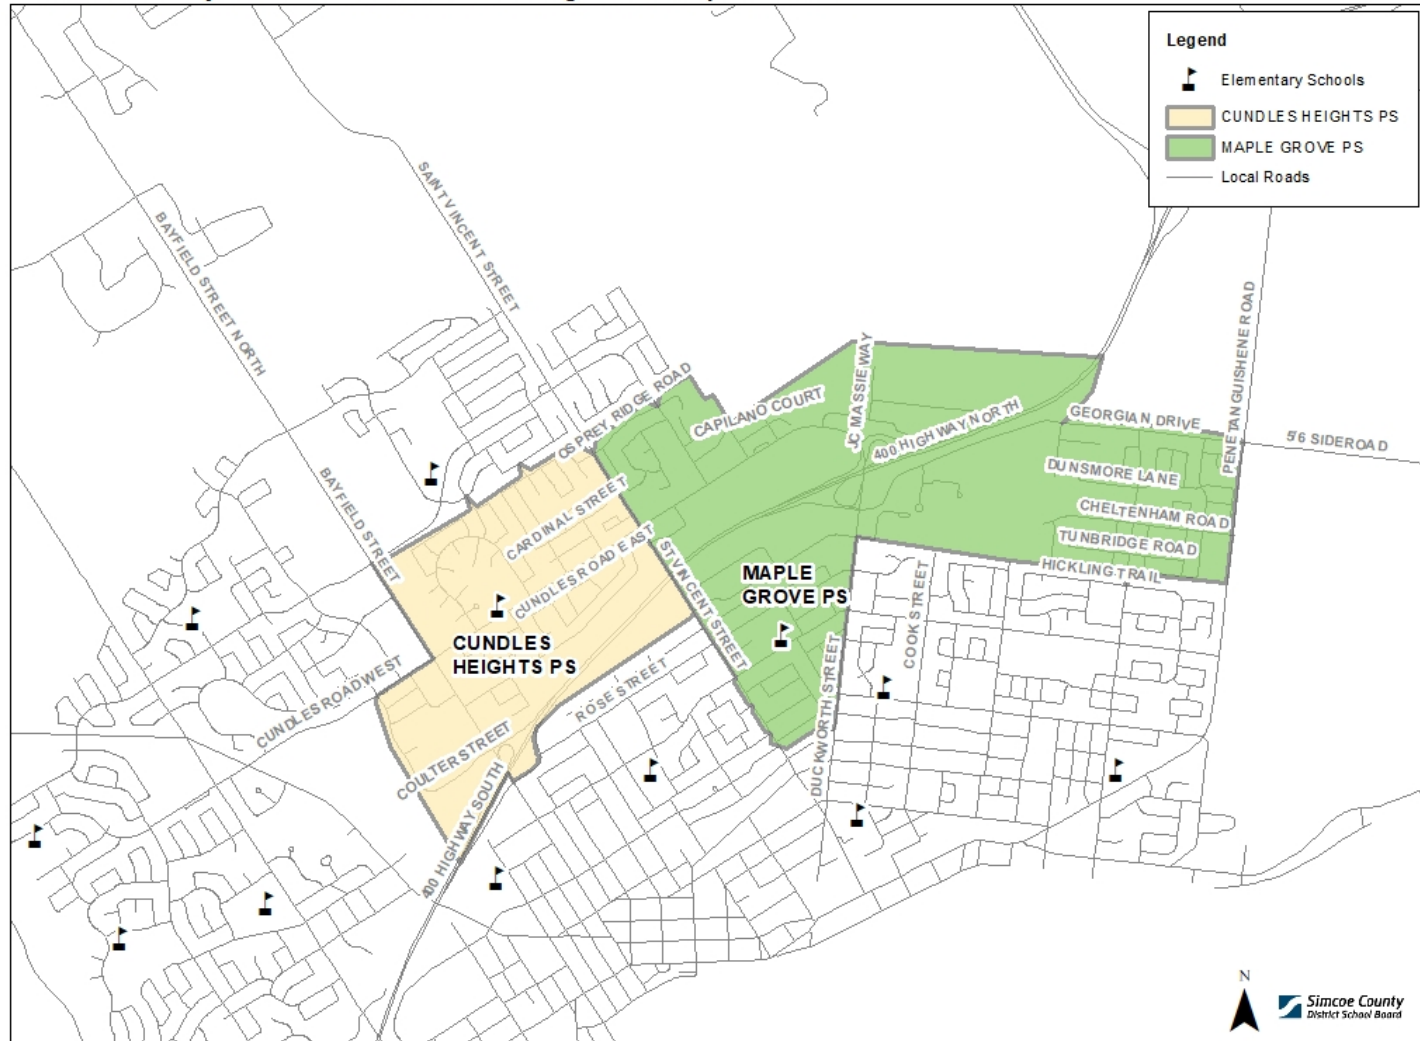 Legend
Elementary Schools
CUNDLES HEIGHTS PS
MAPLE GROVE PS
Local Roads
SAINT VINCENT STREET
BAYFIELD STREET NORTH
PENETANGUISHENE ROAD
JC MASSIE WAY
OSPREY RIDGE ROAD
CAPILANO COURT
400 HIGHWAY NORTH
GEORGIAN DRIVE
5/6 SIDEROAD
DUNSMORE LANE
BAYFIELD STREET
CARDINAL STREET
CHELTENHAM ROAD
CUNDLES ROAD EAST
TUNBRIDGE ROAD
HICKLING TRAIL
ST VINCENT STREET
MAPLE
GROVE PS
COOK STREET
CUNDLES
HEIGHTS PS
CUNDLES ROAD WEST
ROSE STREET
DUCKWORTH STREET
COULTER STREET
400 HIGHWAY SOUTH
N
Simcoe County
District School Board